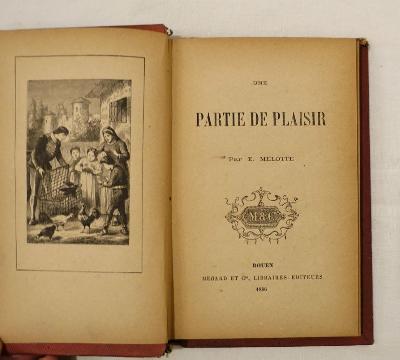 UNE
PARTIE DE PLAISIR
Par E. MELOTTE
M&C
ROUEN
MÉGARD ET Cie, LIBRAIRES-ÉDITEURS
1886